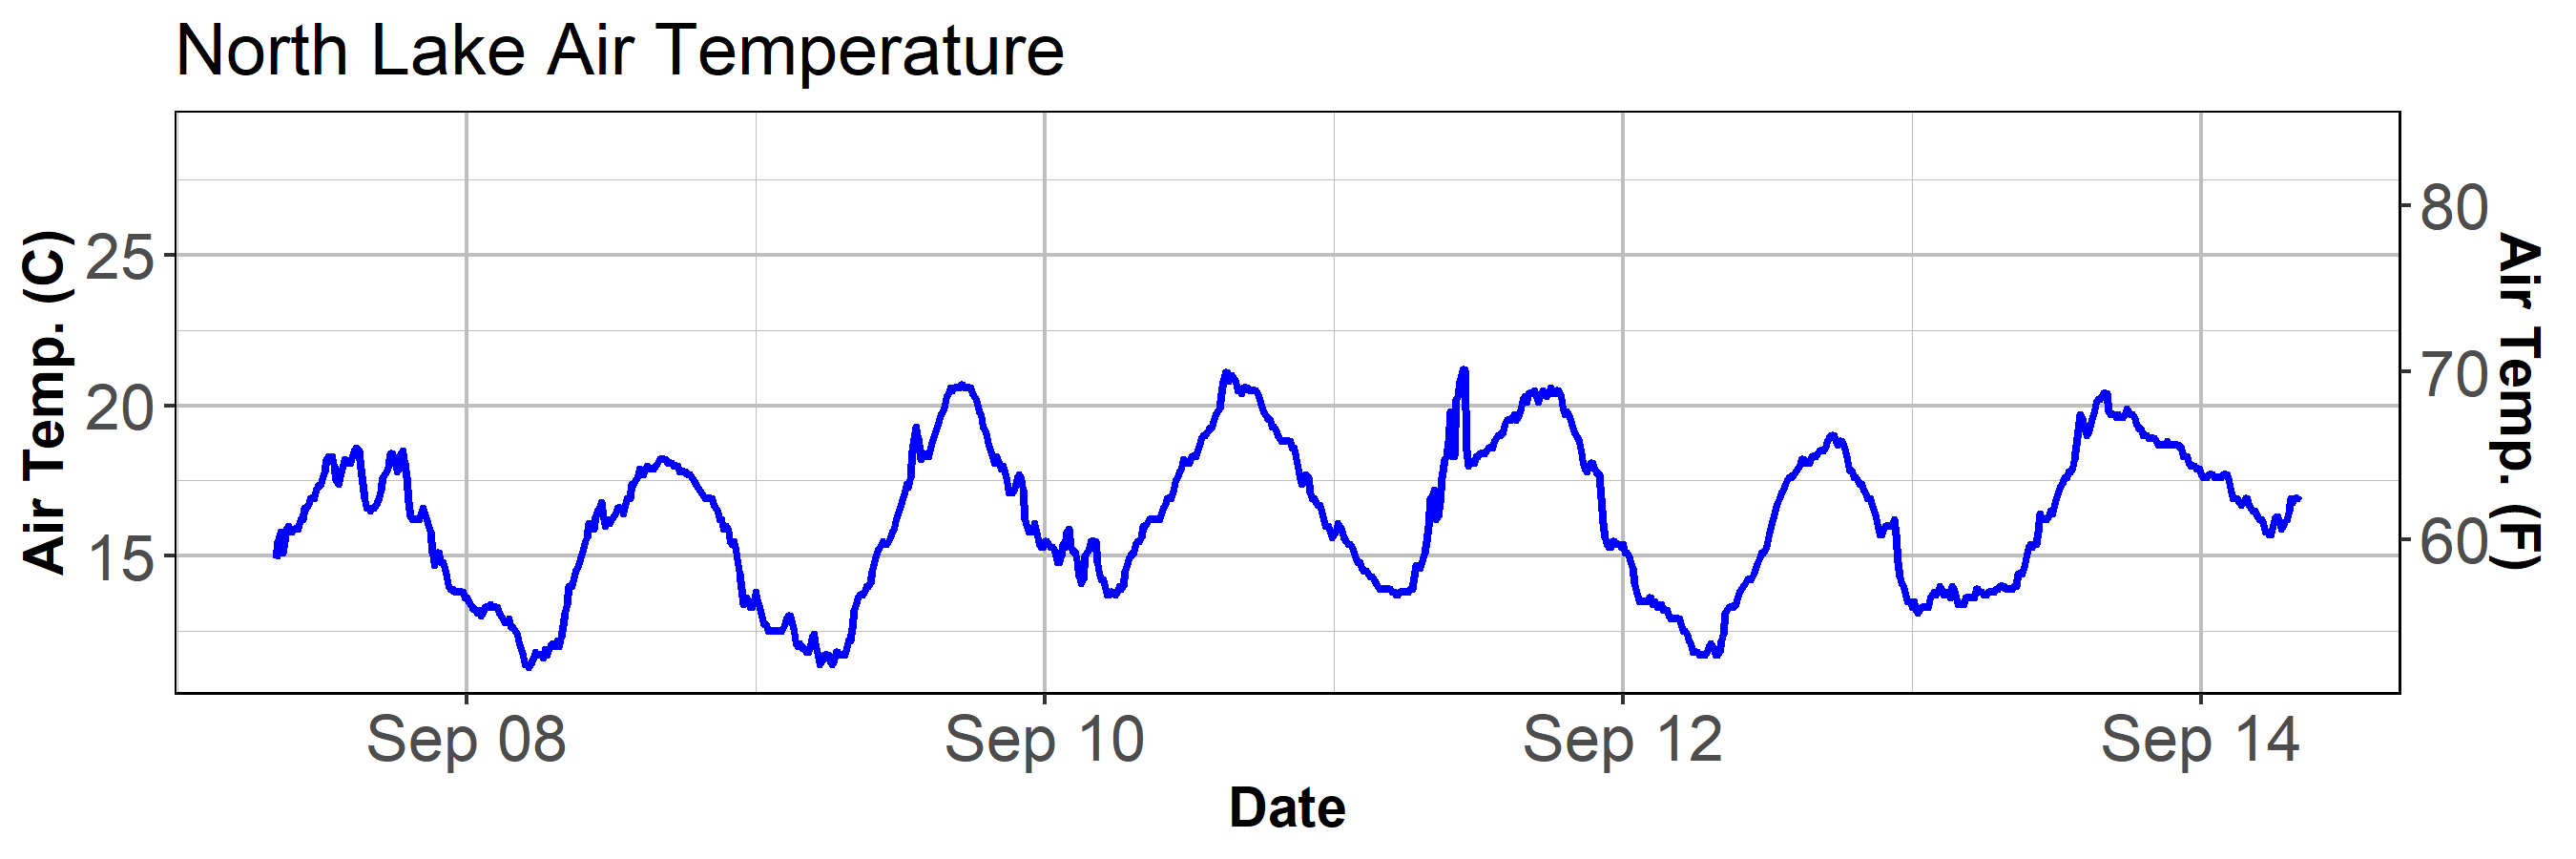 North Lake Air Temperature
Air Temp. (C)
25
20
15
80
70
60
Air Temp. (F)
Sep 08
Sep 10
Sep 12
Sep 14
Date